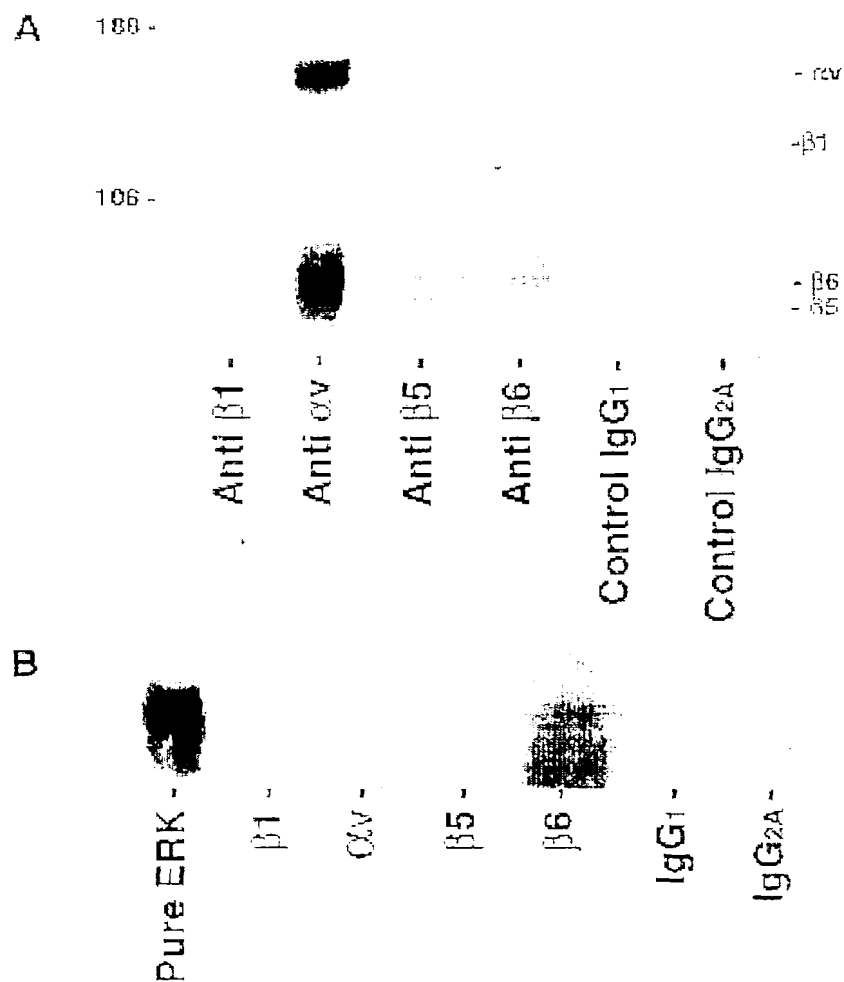 A
188 -
- αv
-β1
106 -
- β6
- β5
Anti β1 -
Anti αv -
Anti β5 -
Anti β6 -
Control IgG1 -
Control IgG2A -
B
Pure ERK -
β1 -
αv -
β5 -
β6 -
IgG1 -
IgG2A -